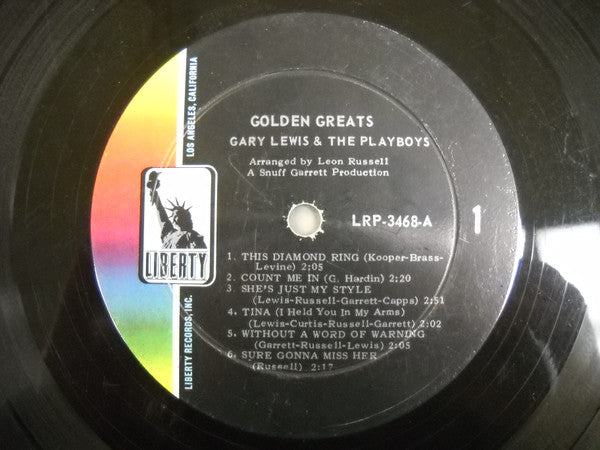 GOLDEN GREATS
GARY LEWIS & THE PLAYBOYS
Arranged by Leon Russell
A Snuff Garrett Production
LRP-3468-A
1
1. THIS DIAMOND RING (Kooper-Brass-
Levine) 2:05
2. COUNT ME IN (G. Hardin) 2:20
3. SHE'S JUST MY STYLE
(Lewis-Russell-Garrett-Capps) 2:51
4. TINA (I Held You In My Arms)
(Lewis-Curtis-Russell-Garrett) 2:02
5. WITHOUT A WORD OF WARNING
(Garrett-Russell-Lewis) 2:05
6. SURE GONNA MISS HER
(Russell) 2:17
LIBERTY
LIBERTY RECORDS, INC.
LOS ANGELES, CALIFORNIA